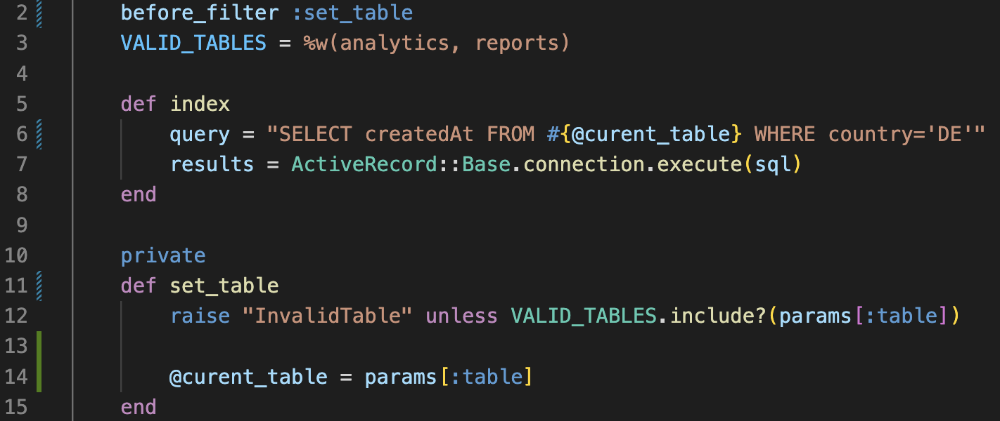 2 before_filter :set_table
3 VALID_TABLES = %w(analytics, reports)
4
5 def index
6 query = "SELECT createdAt FROM #{@curent_table} WHERE country='DE'"
7 results = ActiveRecord::Base.connection.execute(sql)
8 end
9
10 private
11 def set_table
12 raise "InvalidTable" unless VALID_TABLES.include?(params[:table])
13
14 @curent_table = params[:table]
15 end